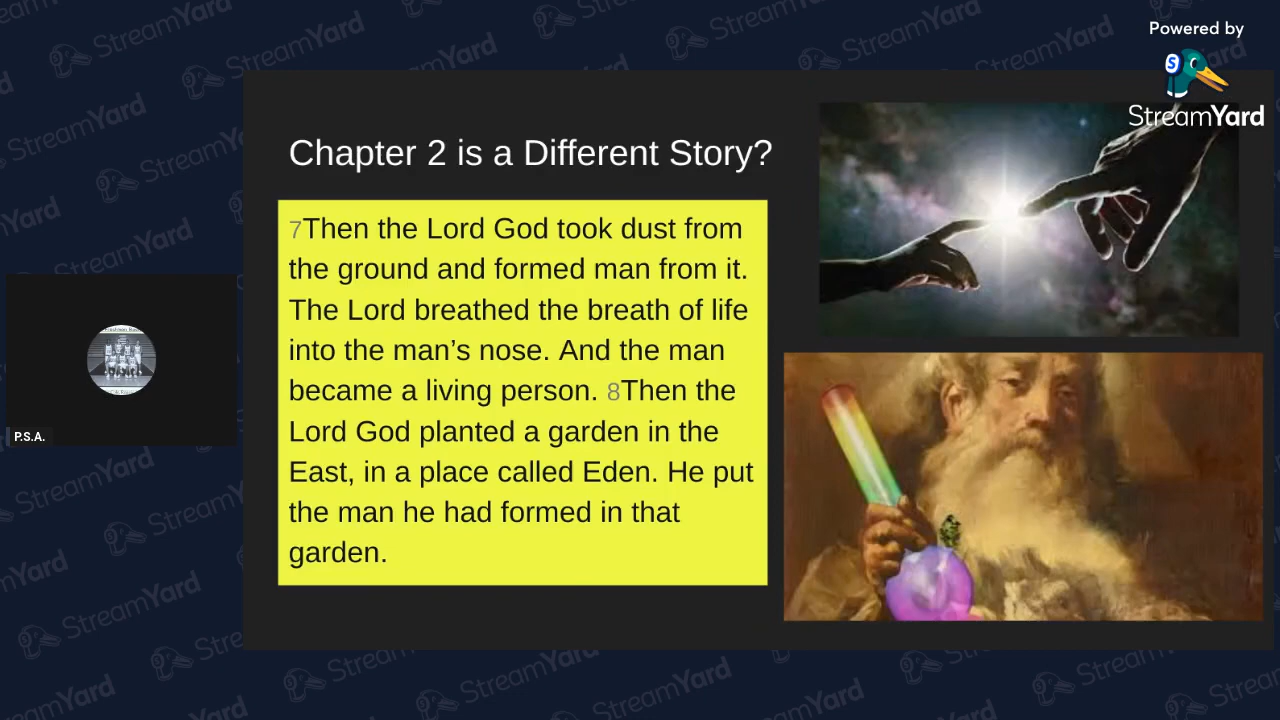 Powered by
StreamYard
Chapter 2 is a Different Story?
7Then the Lord God took dust from
the ground and formed man from it.
The Lord breathed the breath of life
into the man’s nose. And the man
became a living person. 8Then the
Lord God planted a garden in the
East, in a place called Eden. He put
the man he had formed in that
garden.
P.S.A.